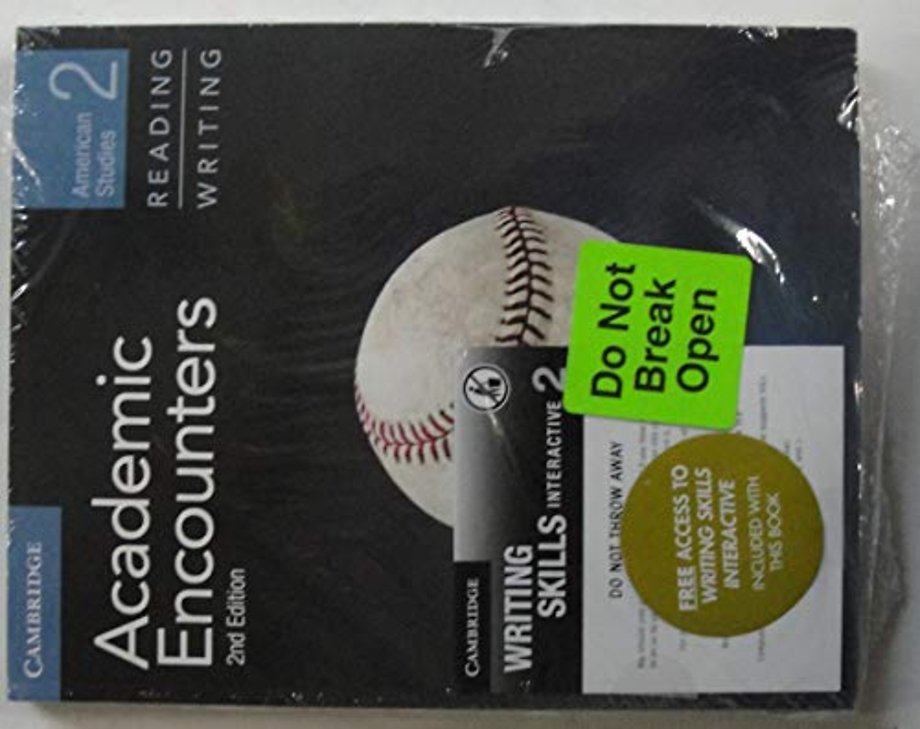 CAMBRIDGE
American
Studies
2
READING
WRITING
Academic
Encounters
2nd Edition
CAMBRIDGE
WRITING
SKILLS INTERACTIVE 2
Do Not
Break
Open
DO NOT THROW AWAY
FREE ACCESS TO
WRITING SKILLS
INTERACTIVE
INCLUDED WITH
THIS BOOK